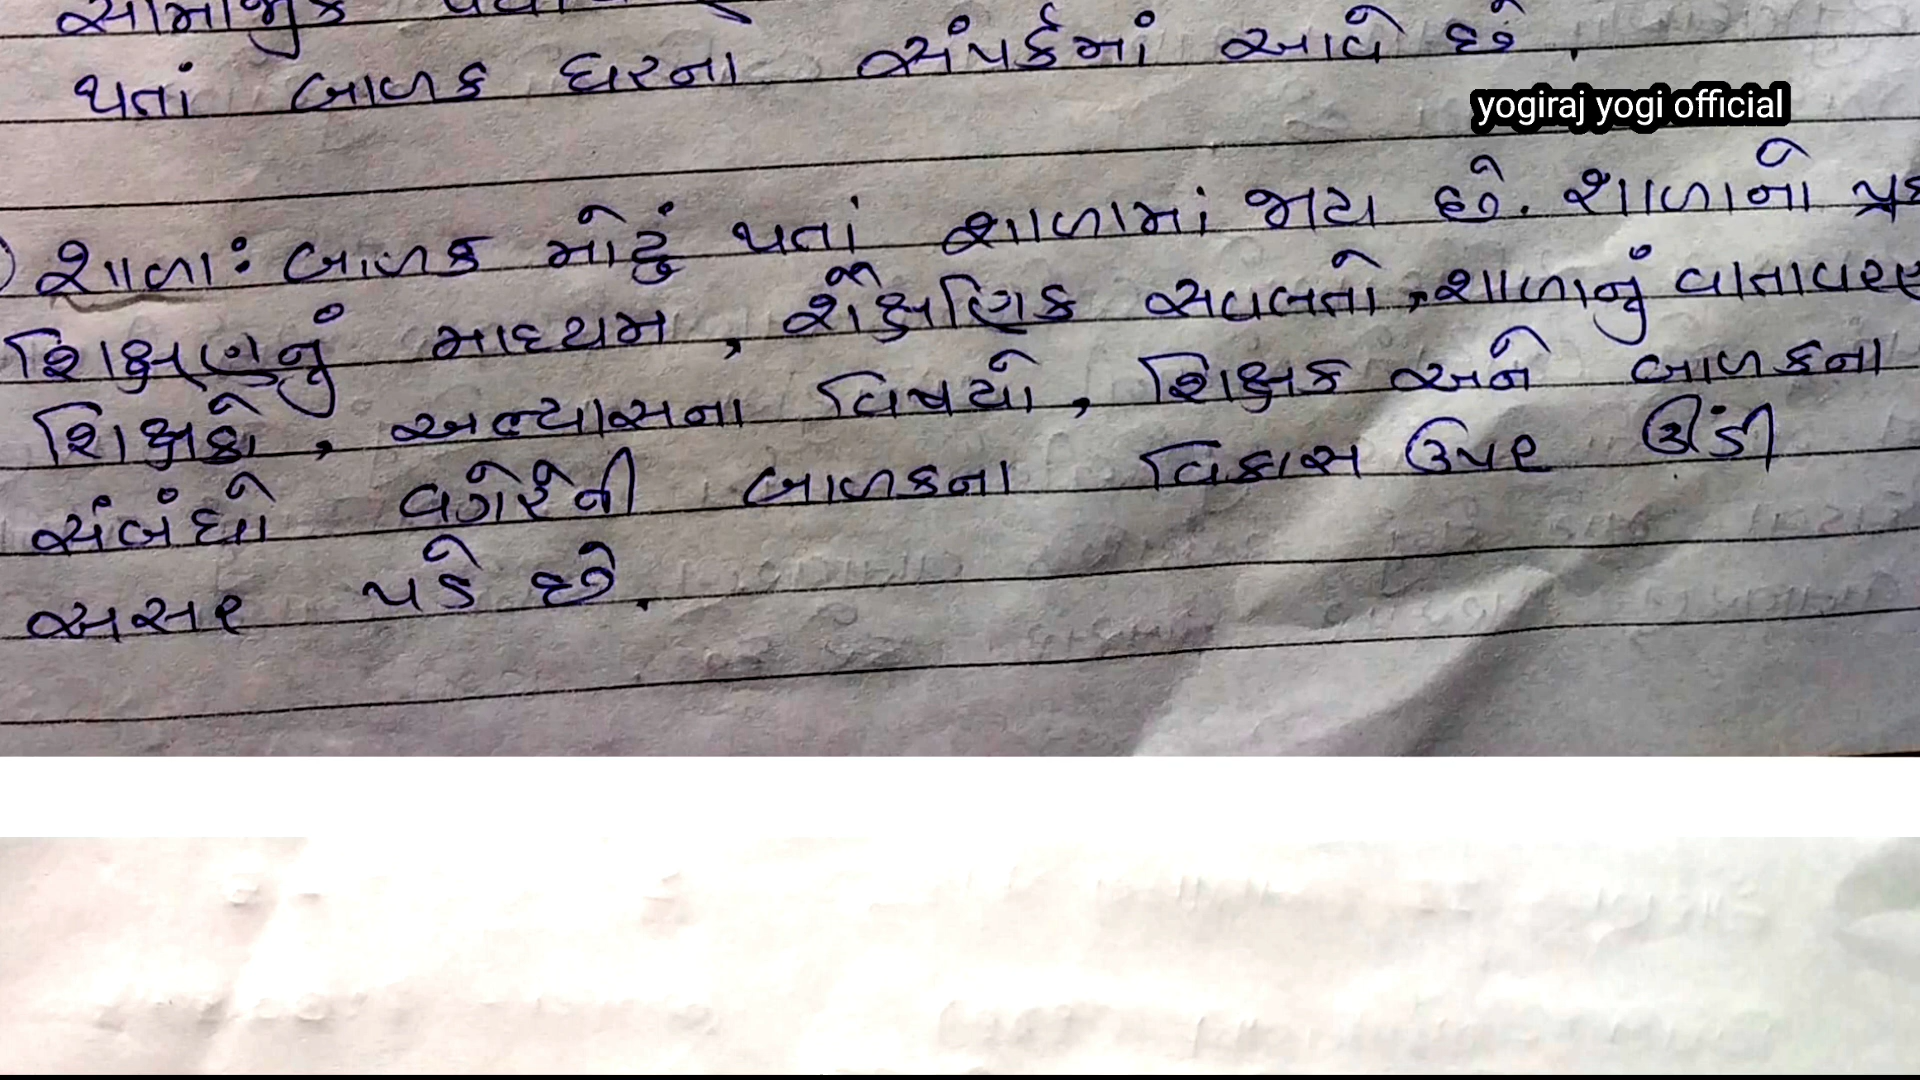 સામાજીક
થતાં બાળક ઘરના સંપર્કમાં આવે છે.
yogiraj yogi official
શાળા: બાળક મોટું થતાં શાળામાં જાય છે. શાળાનો
શિક્ષણનું માધ્યમ, શૈક્ષણિક સવલતો, શાળાનું વાતાવરણ
શિક્ષકો, અભ્યાસના વિષયો, શિક્ષક અને બાળકના
સંબંધો વગેરેની બાળકના વિકાસ ઉપર ઊંડી
અસર પડે છે.